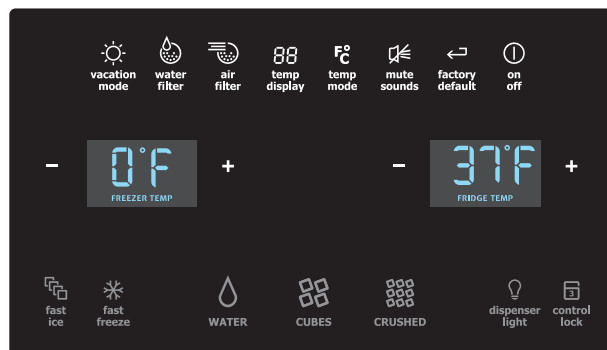 88 F°C
vacation water air temp temp mute factory on
mode filter filter display mode sounds default off
- 0°F + - 37°F +
FREEZER TEMP FRIDGE TEMP
3
fast fast dispenser control
ice freeze WATER CUBES CRUSHED light lock